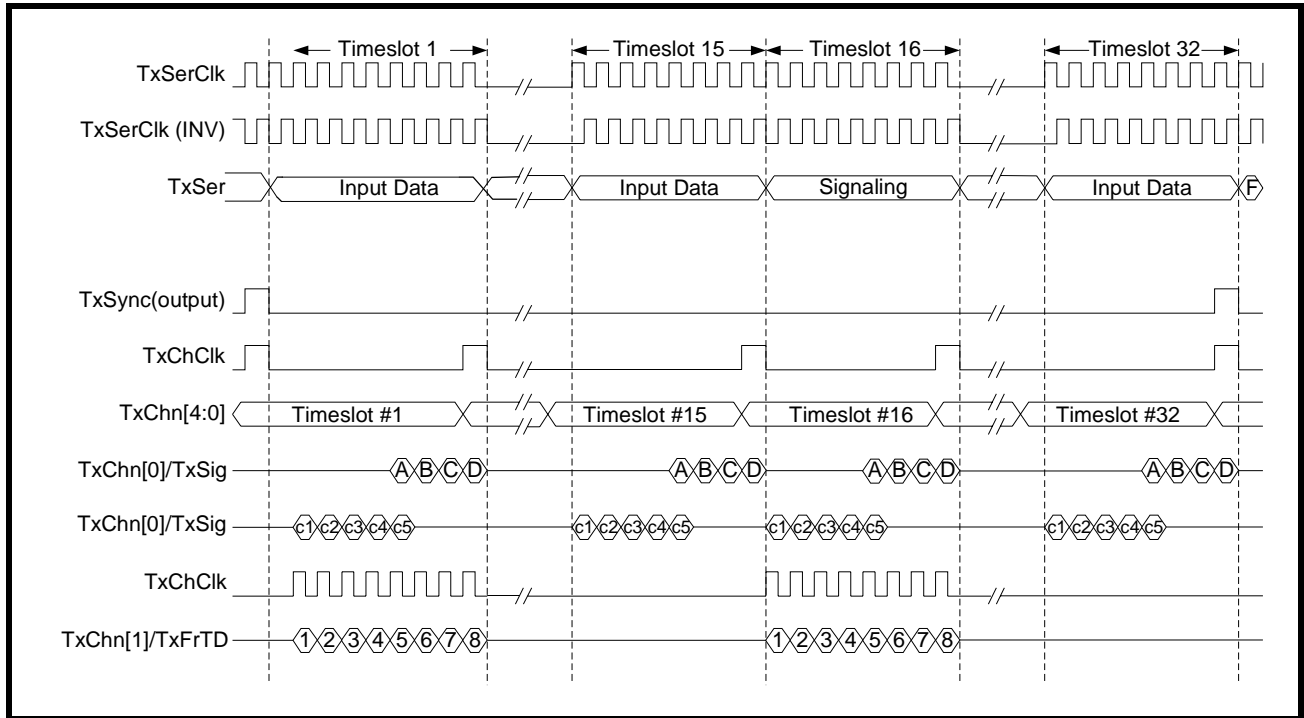 Timeslot 1 Timeslot 15 Timeslot 16 Timeslot 32
TxSerClk
TxSerClk (INV)
TxSer Input Data Input Data Signaling Input Data F
TxSync(output)
TxChClk
TxChn[4:0] Timeslot #1 Timeslot #15 Timeslot #16 Timeslot #32
TxChn[0]/TxSig A B C D A B C D A B C D A B C D
TxChn[0]/TxSig c1 c2 c3 c4 c5 c1 c2 c3 c4 c5 c1 c2 c3 c4 c5 c1 c2 c3 c4 c5
TxChClk
TxChn[1]/TxFrTD 1 2 3 4 5 6 7 8 1 2 3 4 5 6 7 8